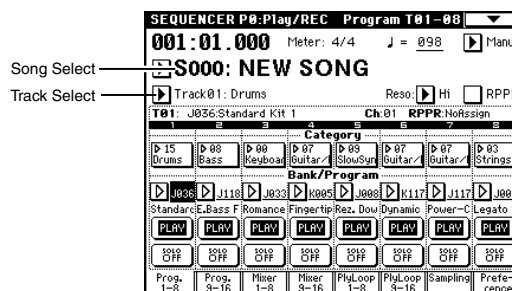 SEQUENCER P0:Play/REC Program T01-08
001:01.000 Meter: 4/4 ♩ = 098 Manu
Song Select
S000: NEW SONG
Track Select
Track01: Drums Reso: Hi RPP
T01: J036:Standard Kit 1 Ch:01 RPPR:NoAssign
1 2 3 4 5 6 7 8
Category
15 08 00 07 09 07 07 03
Drums Bass Keyboar Guitar/ SlowSyn Guitar/ Guitar/ Strings
Bank/Program
J036 J118 J033 K005 J008 K117 J117 J00
Standard E.Bass F Romance Fingertip Rez. Dow Dynamic Power-C Legato
PLAY PLAY PLAY PLAY PLAY PLAY PLAY PLAY
SOLO SOLO SOLO SOLO SOLO SOLO SOLO SOLO
OFF OFF OFF OFF OFF OFF OFF OFF
Prog. Prog. Mixer Mixer PlyLoop PlyLoop Sampling Prefe-
1-8 9-16 1-8 9-16 1-8 9-16 rence